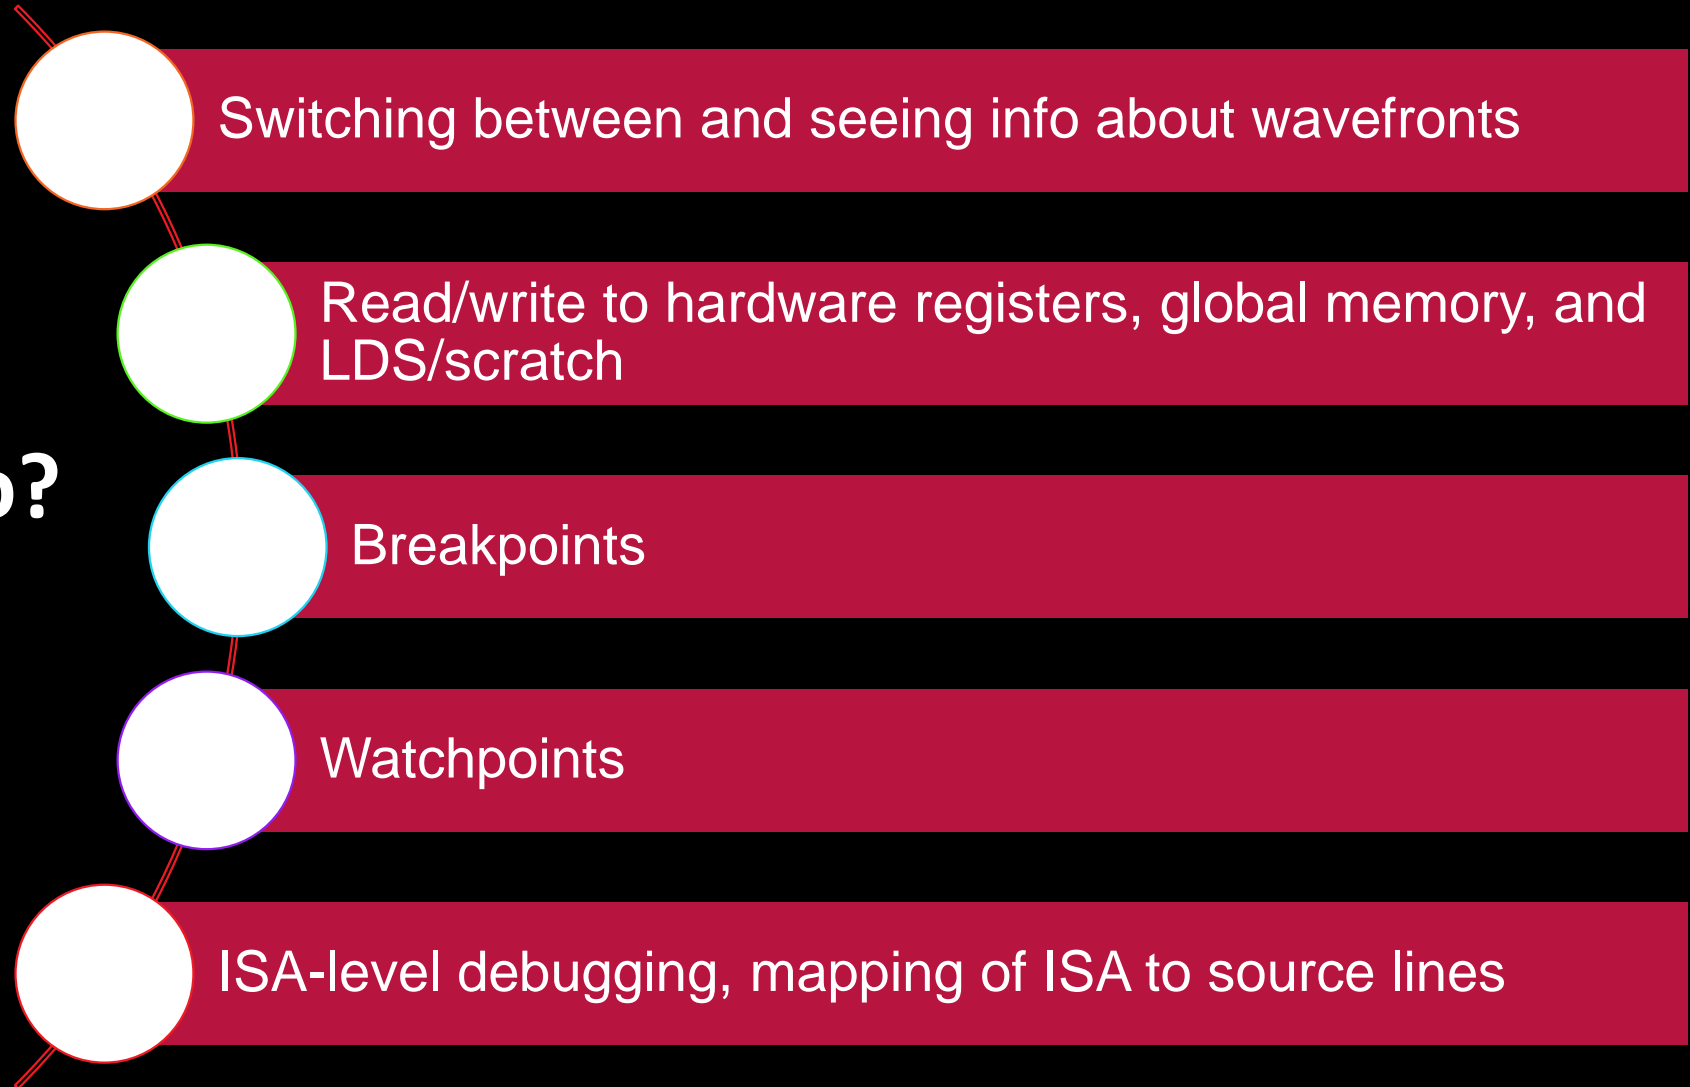 Switching between and seeing info about wavefronts
Read/write to hardware registers, global memory, and
LDS/scratch
?
Breakpoints
Watchpoints
ISA-level debugging, mapping of ISA to source lines